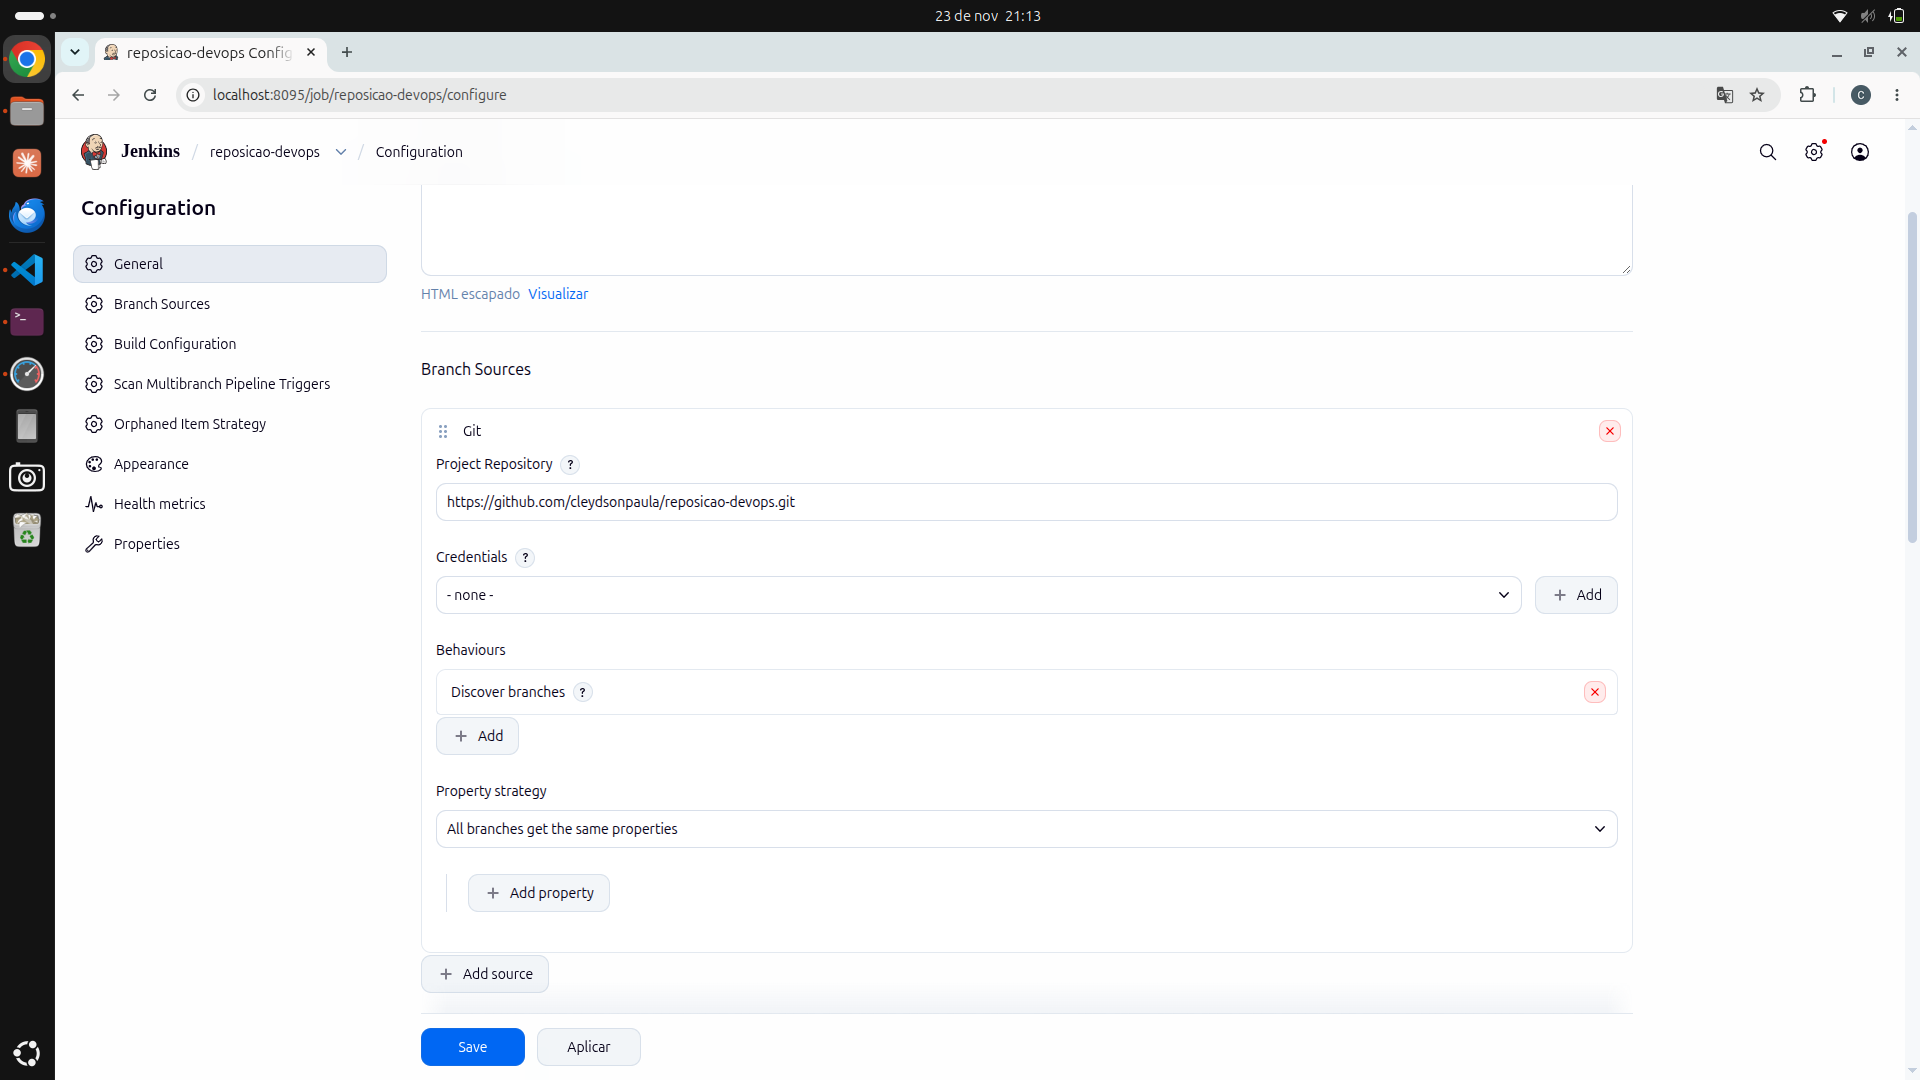 23 de nov 21:13
reposicao-devops Config
localhost:8095/job/reposicao-devops/configure
C
Jenkins / reposicao-devops / Configuration
Configuration
General
Branch Sources
Build Configuration
Scan Multibranch Pipeline Triggers
Orphaned Item Strategy
Appearance
Health metrics
Properties
HTML escapado Visualizar
Branch Sources
Git
Project Repository ?
https://github.com/cleydsonpaula/reposicao-devops.git
Credentials ?
- none -
+ Add
Behaviours
Discover branches ?
+ Add
Property strategy
All branches get the same properties
+ Add property
+ Add source
Save
Aplicar